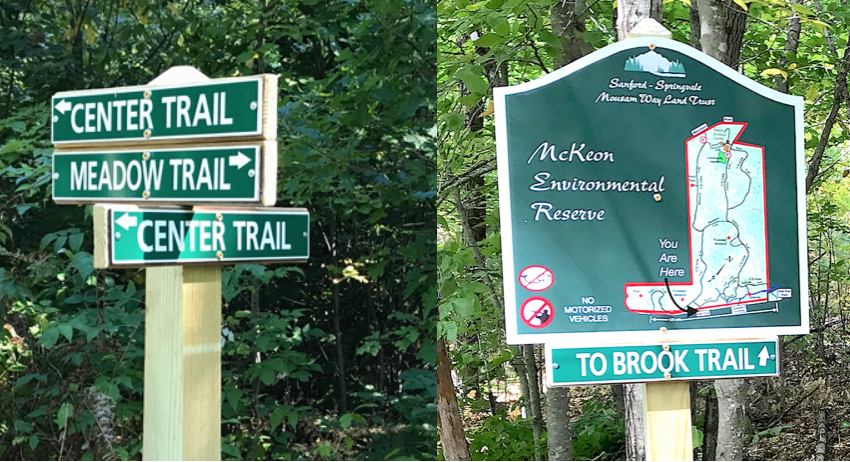 CENTER TRAIL
MEADOW TRAIL
CENTER TRAIL
Sanford - Springvale
Mousam Way Land Trust
McKeon
Environmental
Reserve
You
Are
Here
NO
MOTORIZED
VEHICLES
TO BROOK TRAIL